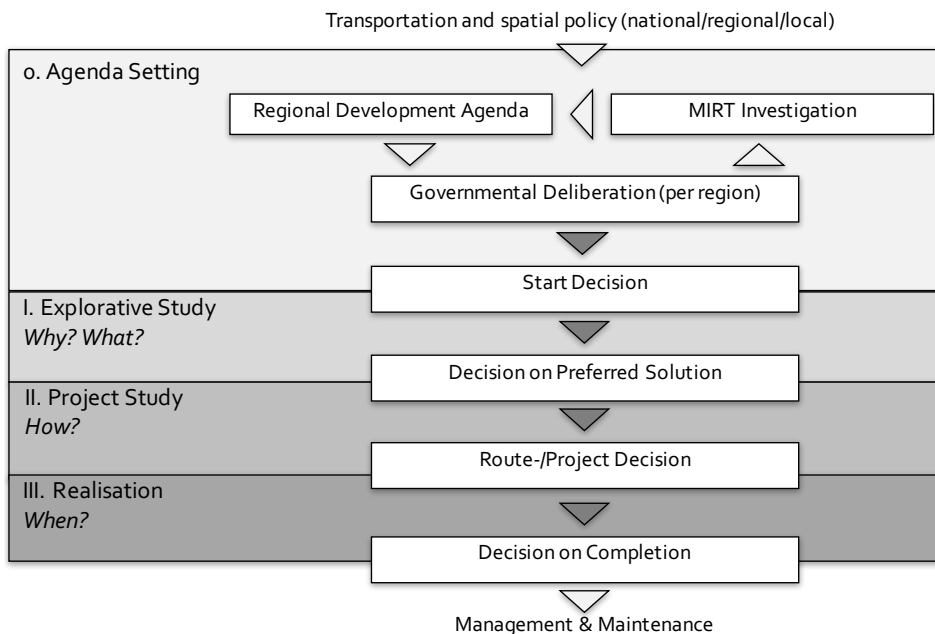 Transportation and spatial policy (national/regional/local)
0. Agenda Setting
Regional Development Agenda
MIRT Investigation
Governmental Deliberation (per region)
Start Decision
I. Explorative Study
Why? What?
Decision on Preferred Solution
II. Project Study
How?
Route-/Project Decision
III. Realisation
When?
Decision on Completion
Management & Maintenance